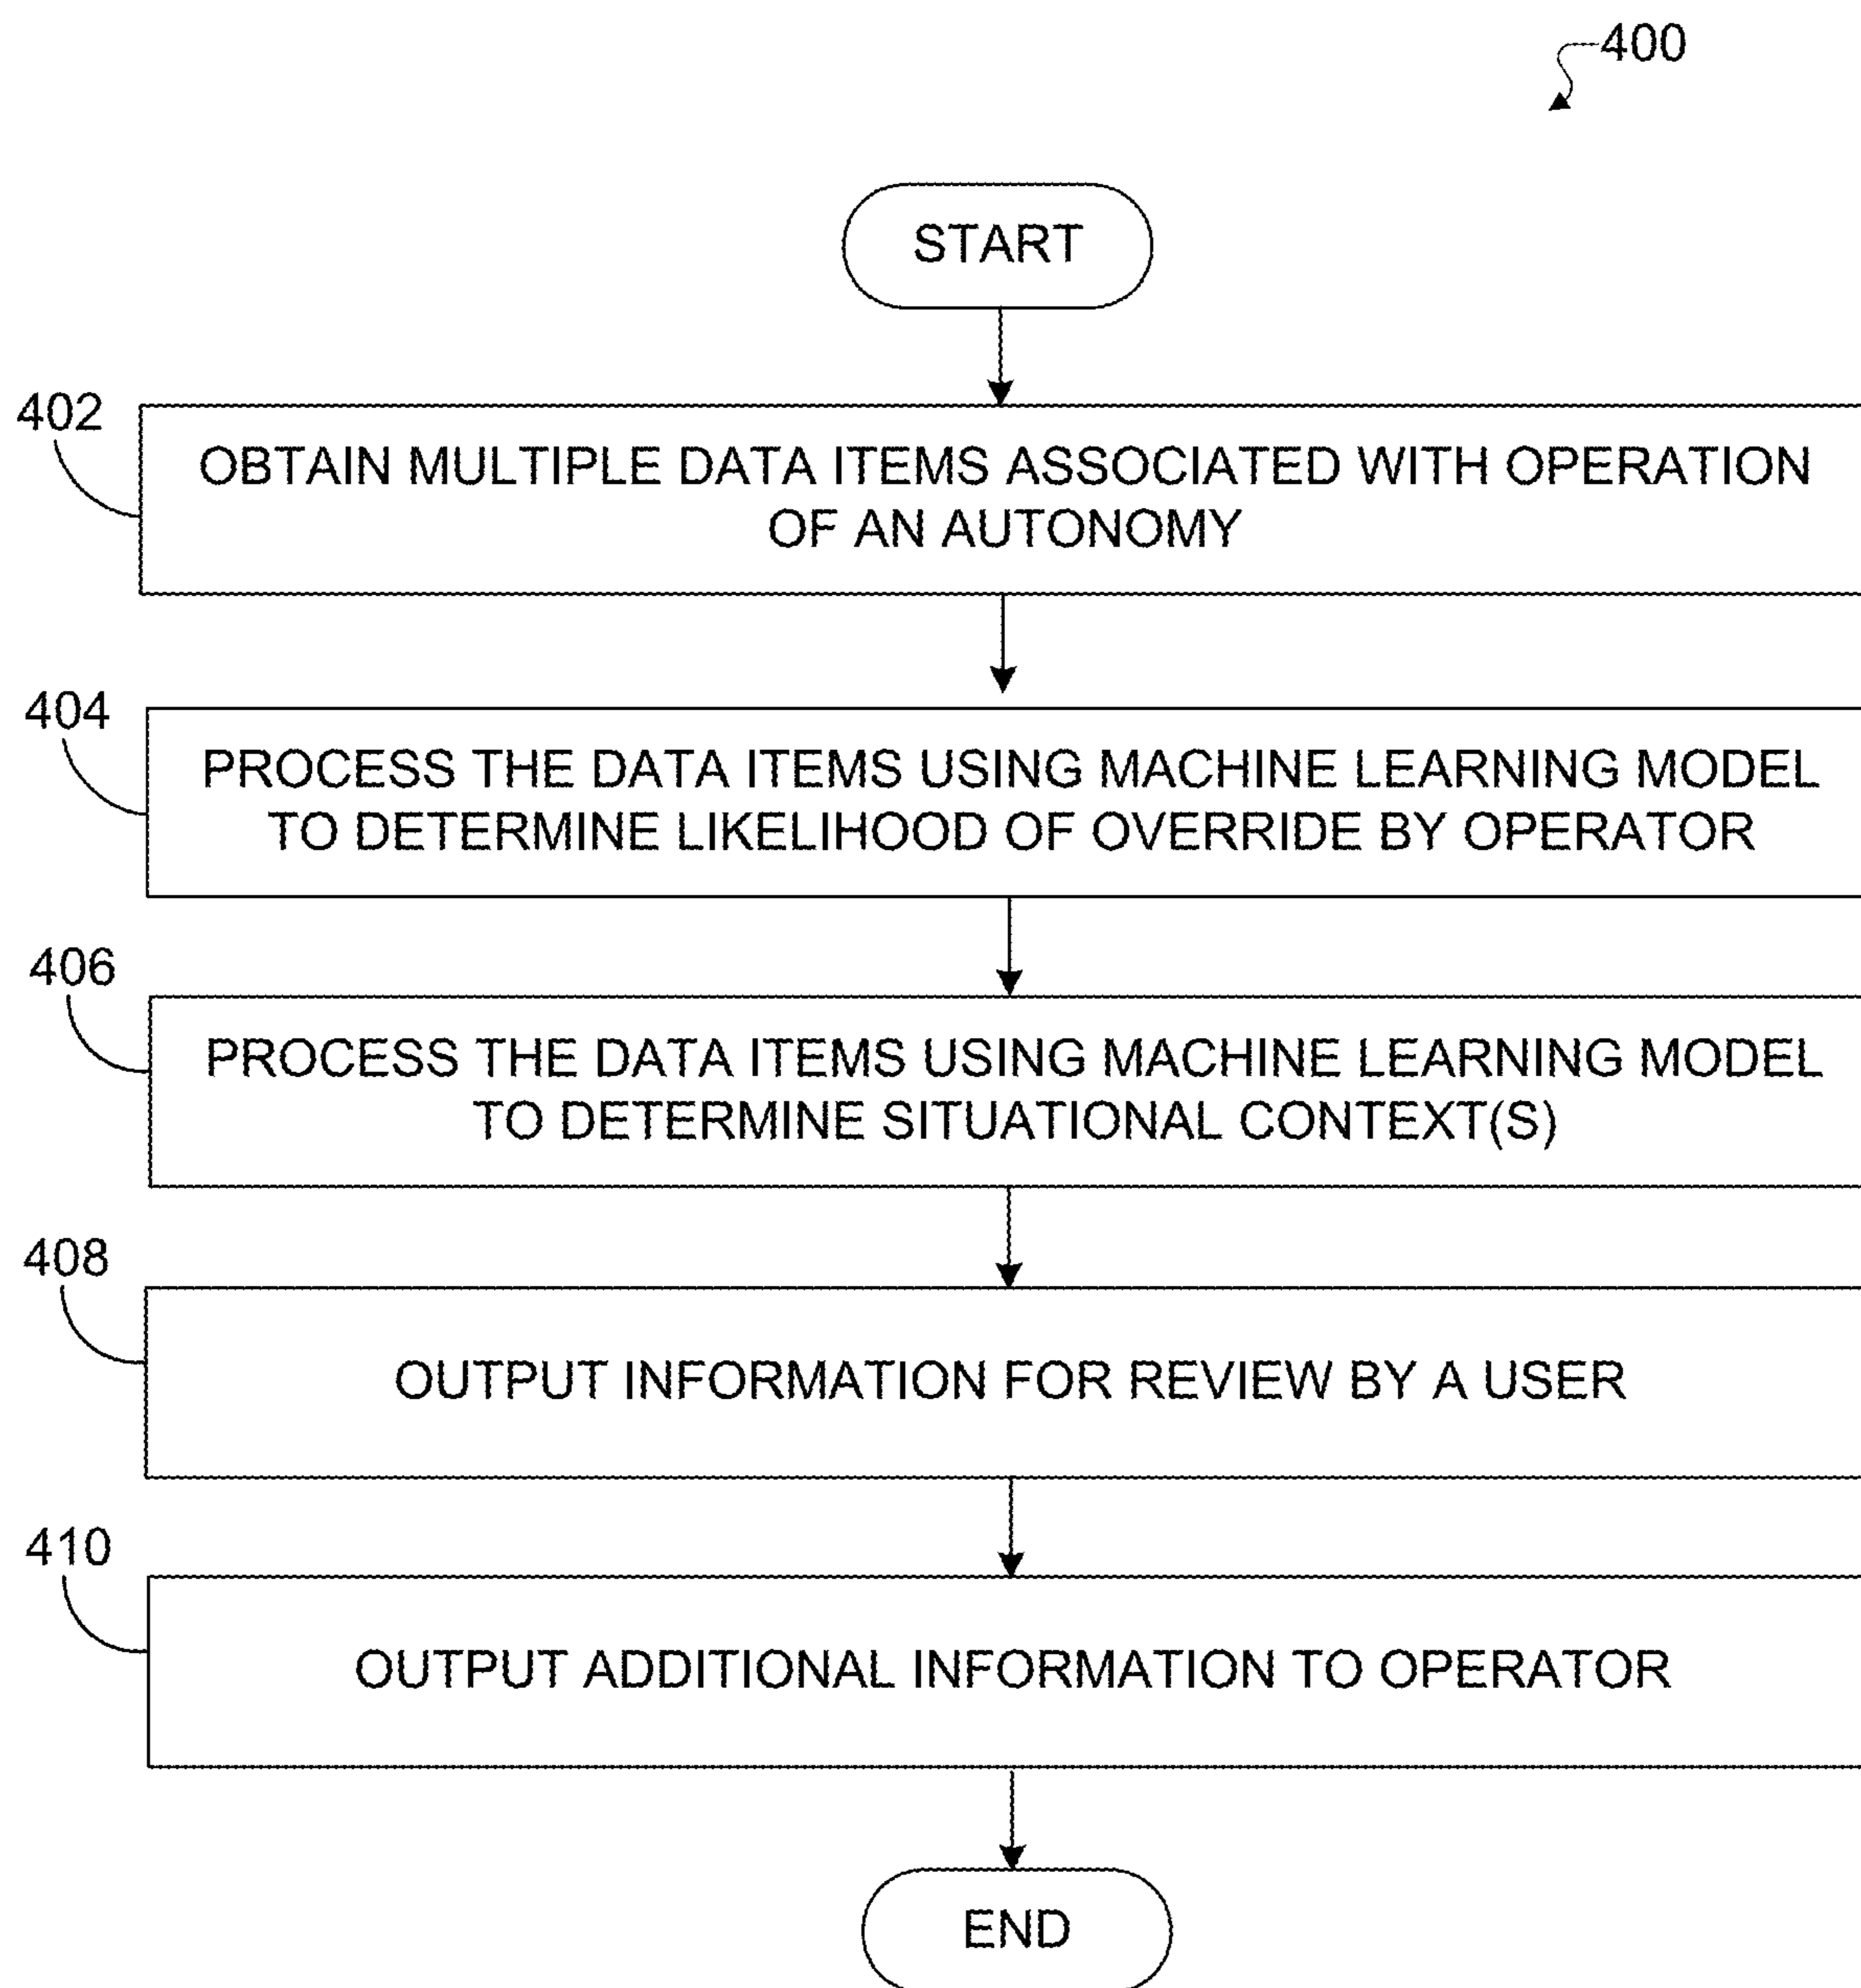 400
START
402
OBTAIN MULTIPLE DATA ITEMS ASSOCIATED WITH OPERATION
OF AN AUTONOMY
404
PROCESS THE DATA ITEMS USING MACHINE LEARNING MODEL
TO DETERMINE LIKELIHOOD OF OVERRIDE BY OPERATOR
406
PROCESS THE DATA ITEMS USING MACHINE LEARNING MODEL
TO DETERMINE SITUATIONAL CONTEXT(S)
408
OUTPUT INFORMATION FOR REVIEW BY A USER
410
OUTPUT ADDITIONAL INFORMATION TO OPERATOR
END